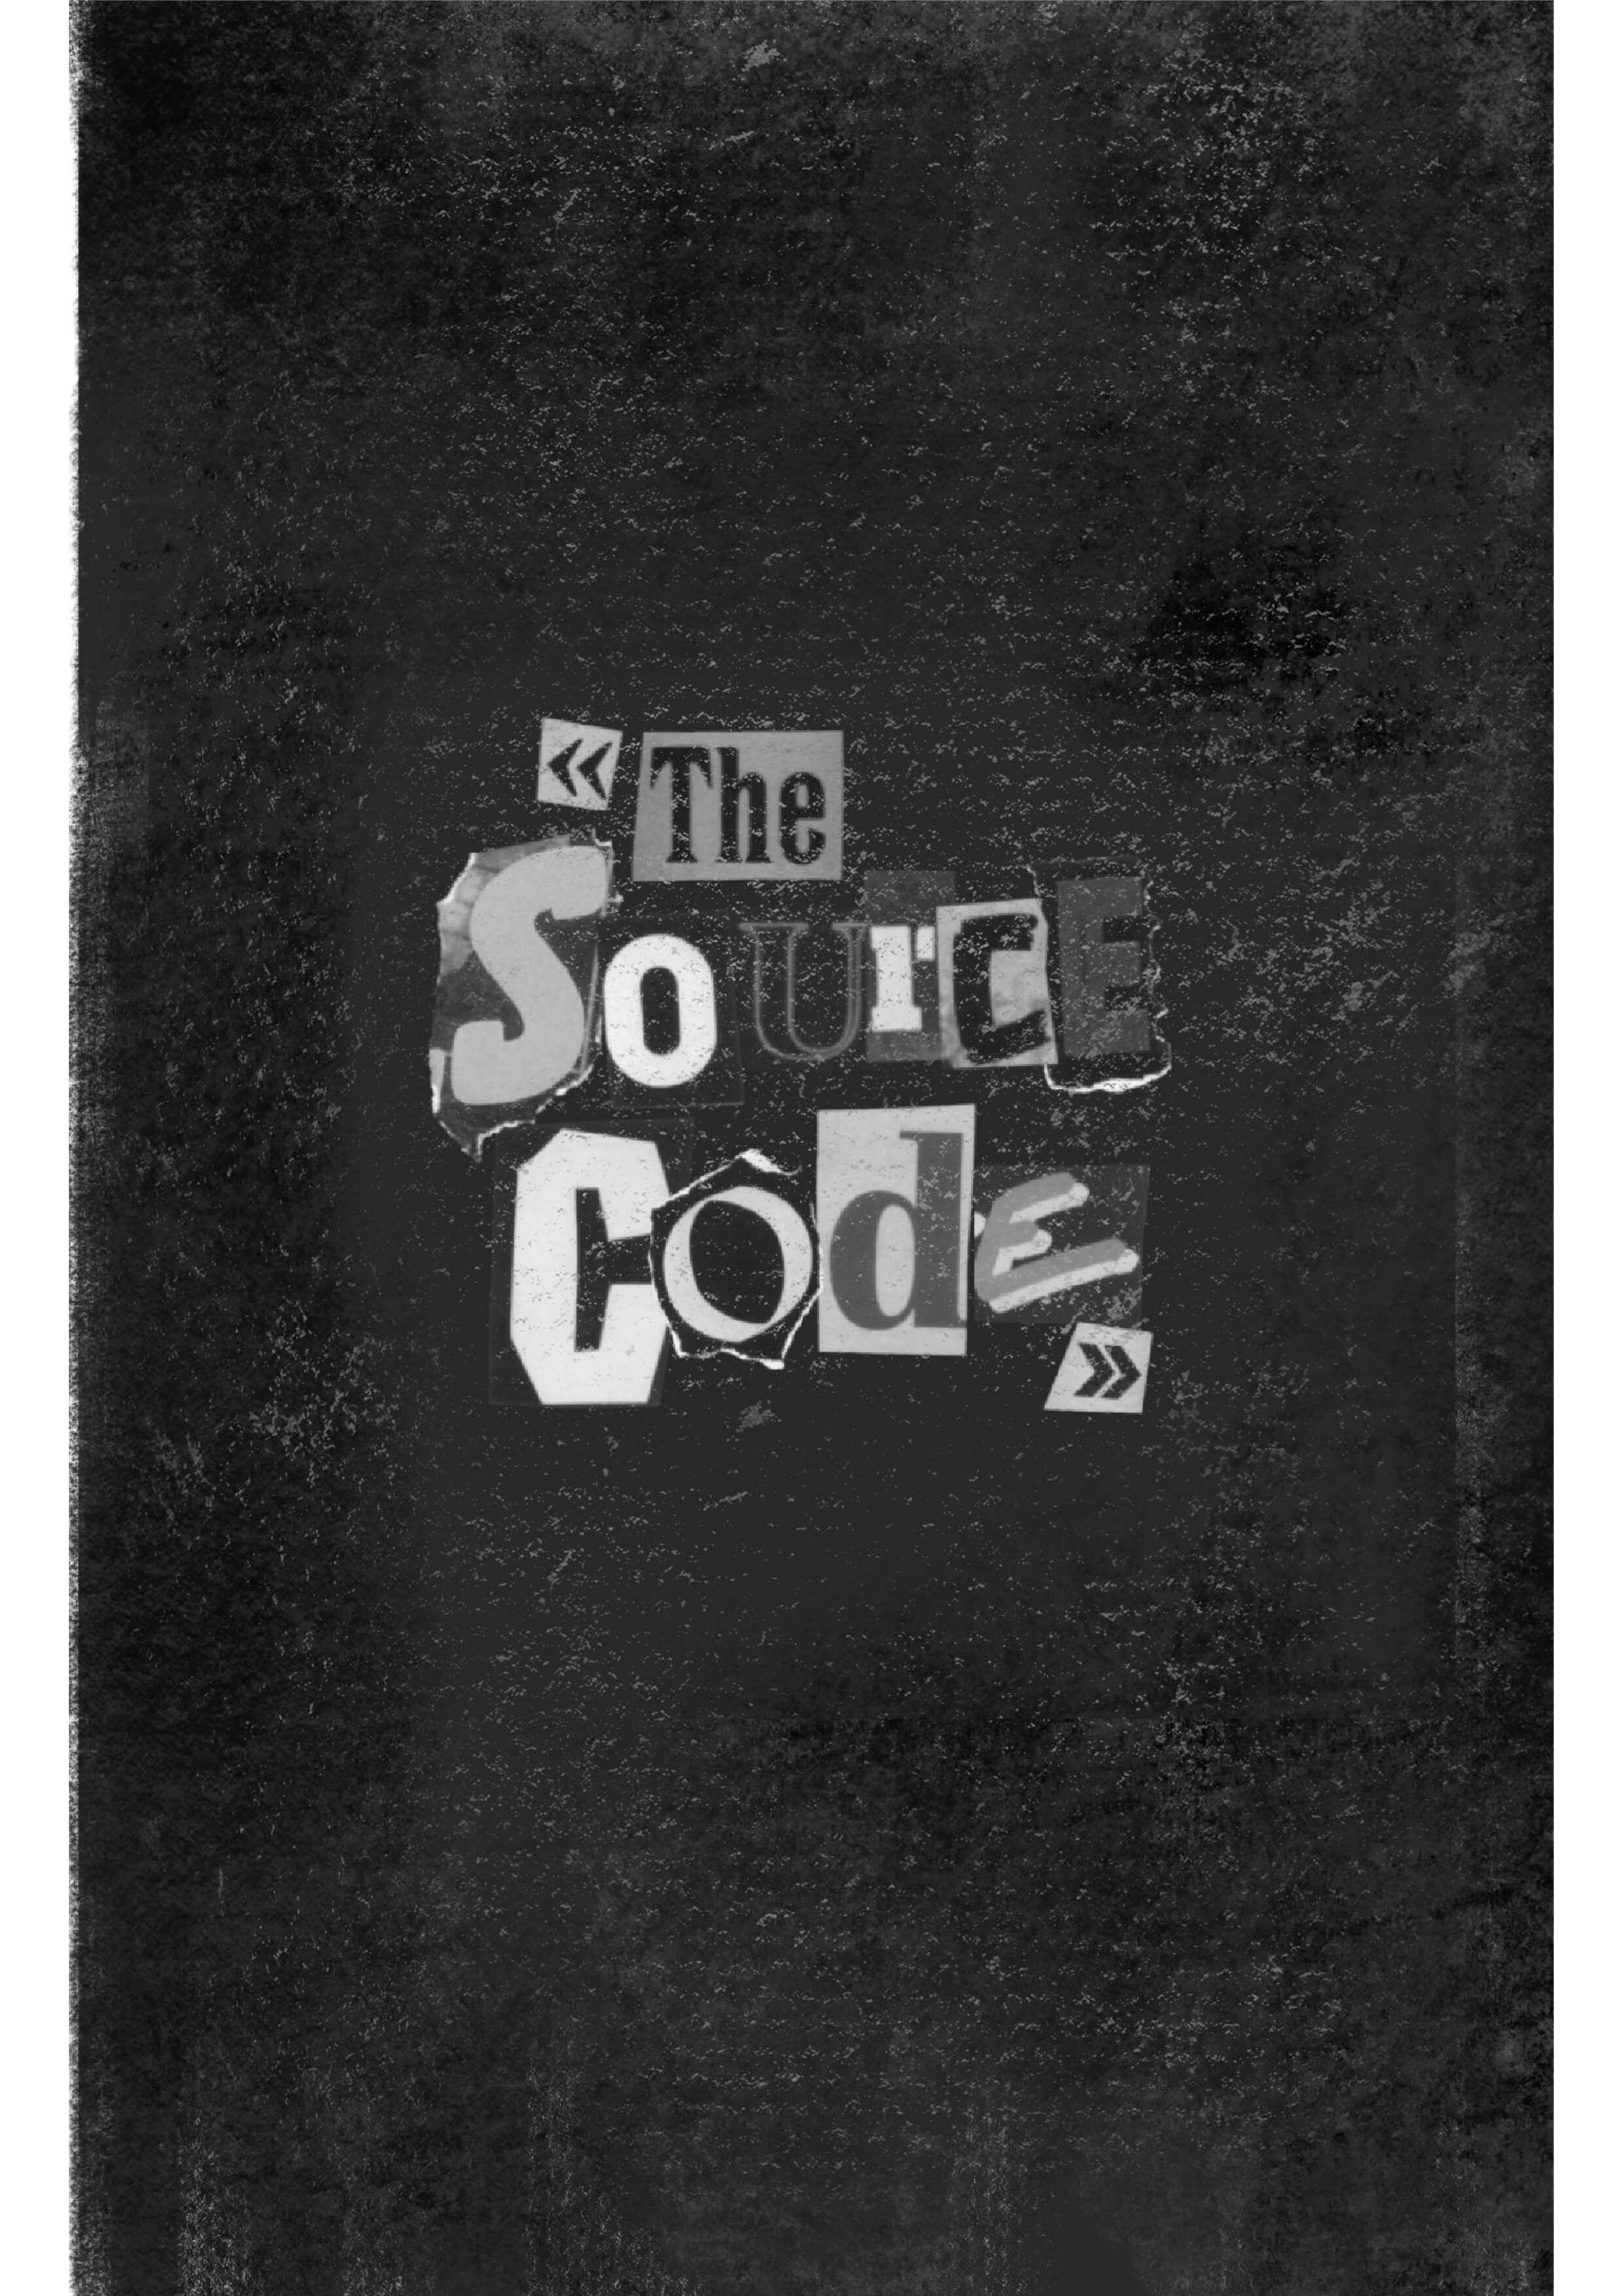 « The
SoUrCE
CodE
»